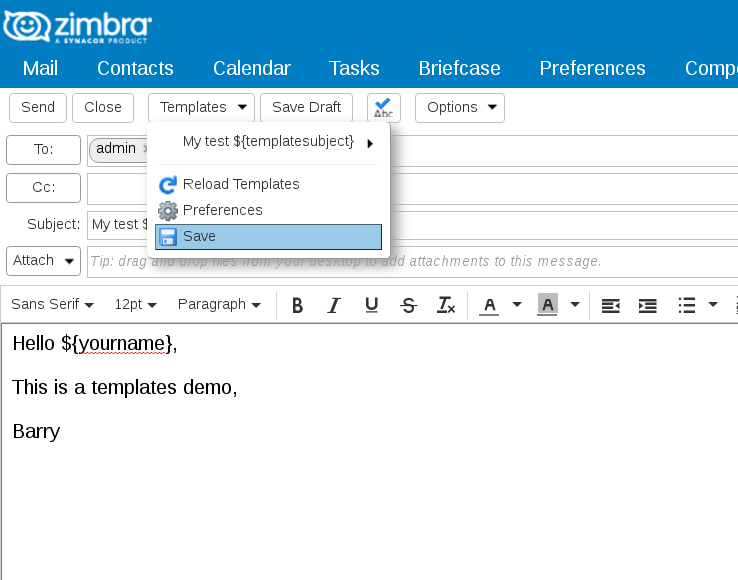 zimbra
A SYNACOR PRODUCT
Mail Contacts Calendar Tasks Briefcase Preferences Compo
Send Close Templates Save Draft Abc Options
To: admin ×
My test ${templatesubject}
Cc:
Reload Templates
Preferences
Subject: My test $
Save
Attach Tip: drag and drop files from your desktop to add attachments to this message.
Sans Serif 12pt Paragraph B I U S Tx A A
Hello ${yourname},
This is a templates demo,
Barry